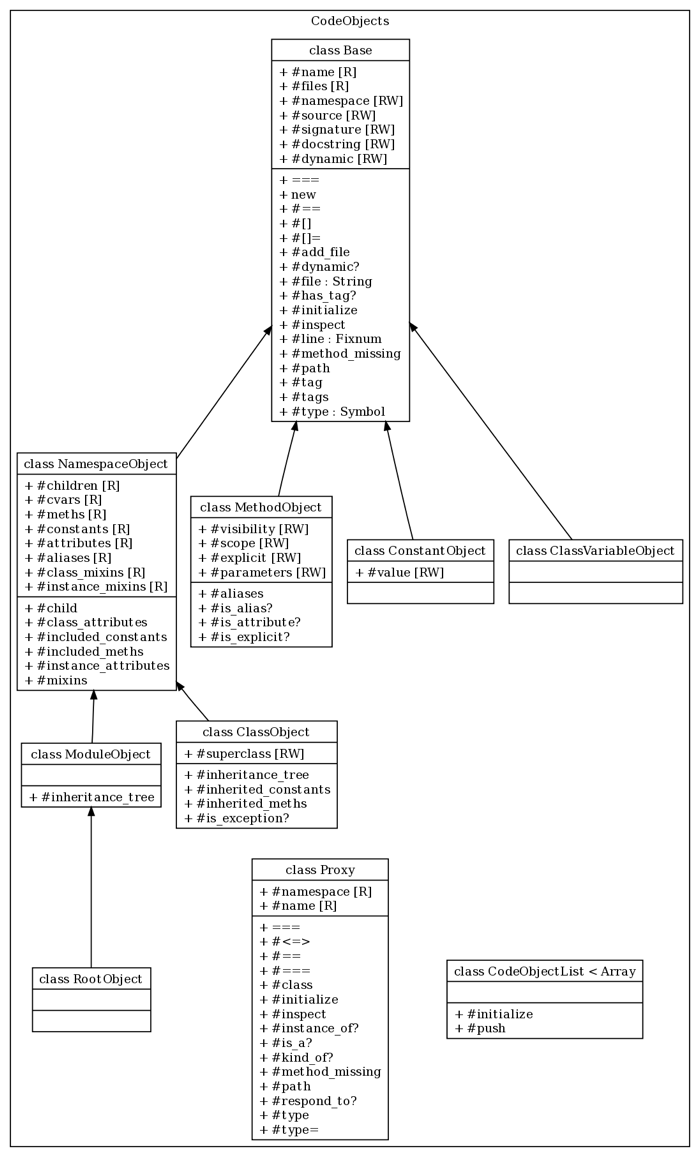 CodeObjects
class Base
+ #name [R]
+ #files [R]
+ #namespace [RW]
+ #source [RW]
+ #signature [RW]
+ #docstring [RW]
+ #dynamic [RW]
+ ===
+ new
+ #==
+ #[]
+ #[]=
+ #add_file
+ #dynamic?
+ #file : String
+ #has_tag?
+ #initialize
+ #inspect
+ #line : Fixnum
+ #method_missing
+ #path
+ #tag
+ #tags
+ #type : Symbol
class NamespaceObject
+ #children [R]
+ #cvars [R]
+ #meths [R]
+ #constants [R]
+ #attributes [R]
+ #aliases [R]
+ #class_mixins [R]
+ #instance_mixins [R]
+ #child
+ #class_attributes
+ #included_constants
+ #included_meths
+ #instance_attributes
+ #mixins
class MethodObject
+ #visibility [RW]
+ #scope [RW]
+ #explicit [RW]
+ #parameters [RW]
+ #aliases
+ #is_alias?
+ #is_attribute?
+ #is_explicit?
class ConstantObject
+ #value [RW]
class ClassVariableObject
class ModuleObject
+ #inheritance_tree
class ClassObject
+ #superclass [RW]
+ #inheritance_tree
+ #inherited_constants
+ #inherited_meths
+ #is_exception?
class RootObject
class Proxy
+ #namespace [R]
+ #name [R]
+ ===
+ #<=>
+ #==
+ #===
+ #class
+ #initialize
+ #inspect
+ #instance_of?
+ #is_a?
+ #kind_of?
+ #method_missing
+ #path
+ #respond_to?
+ #type
+ #type=
class CodeObjectList < Array
+ #initialize
+ #push